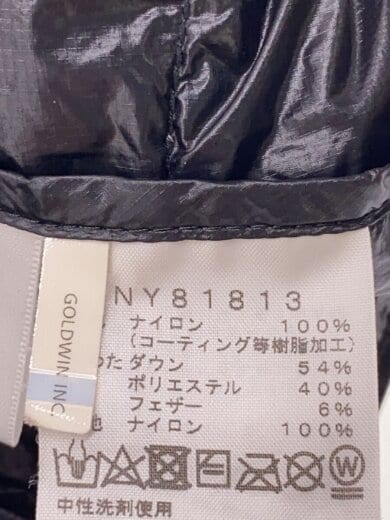 GOLDWIN INC
NY81813
ナイロン 100%
(コーティング等樹脂加工)
わた ダウン 54%
ポリエステル 40%
フェザー 6%
地 ナイロン 100%
W
中性洗剤使用